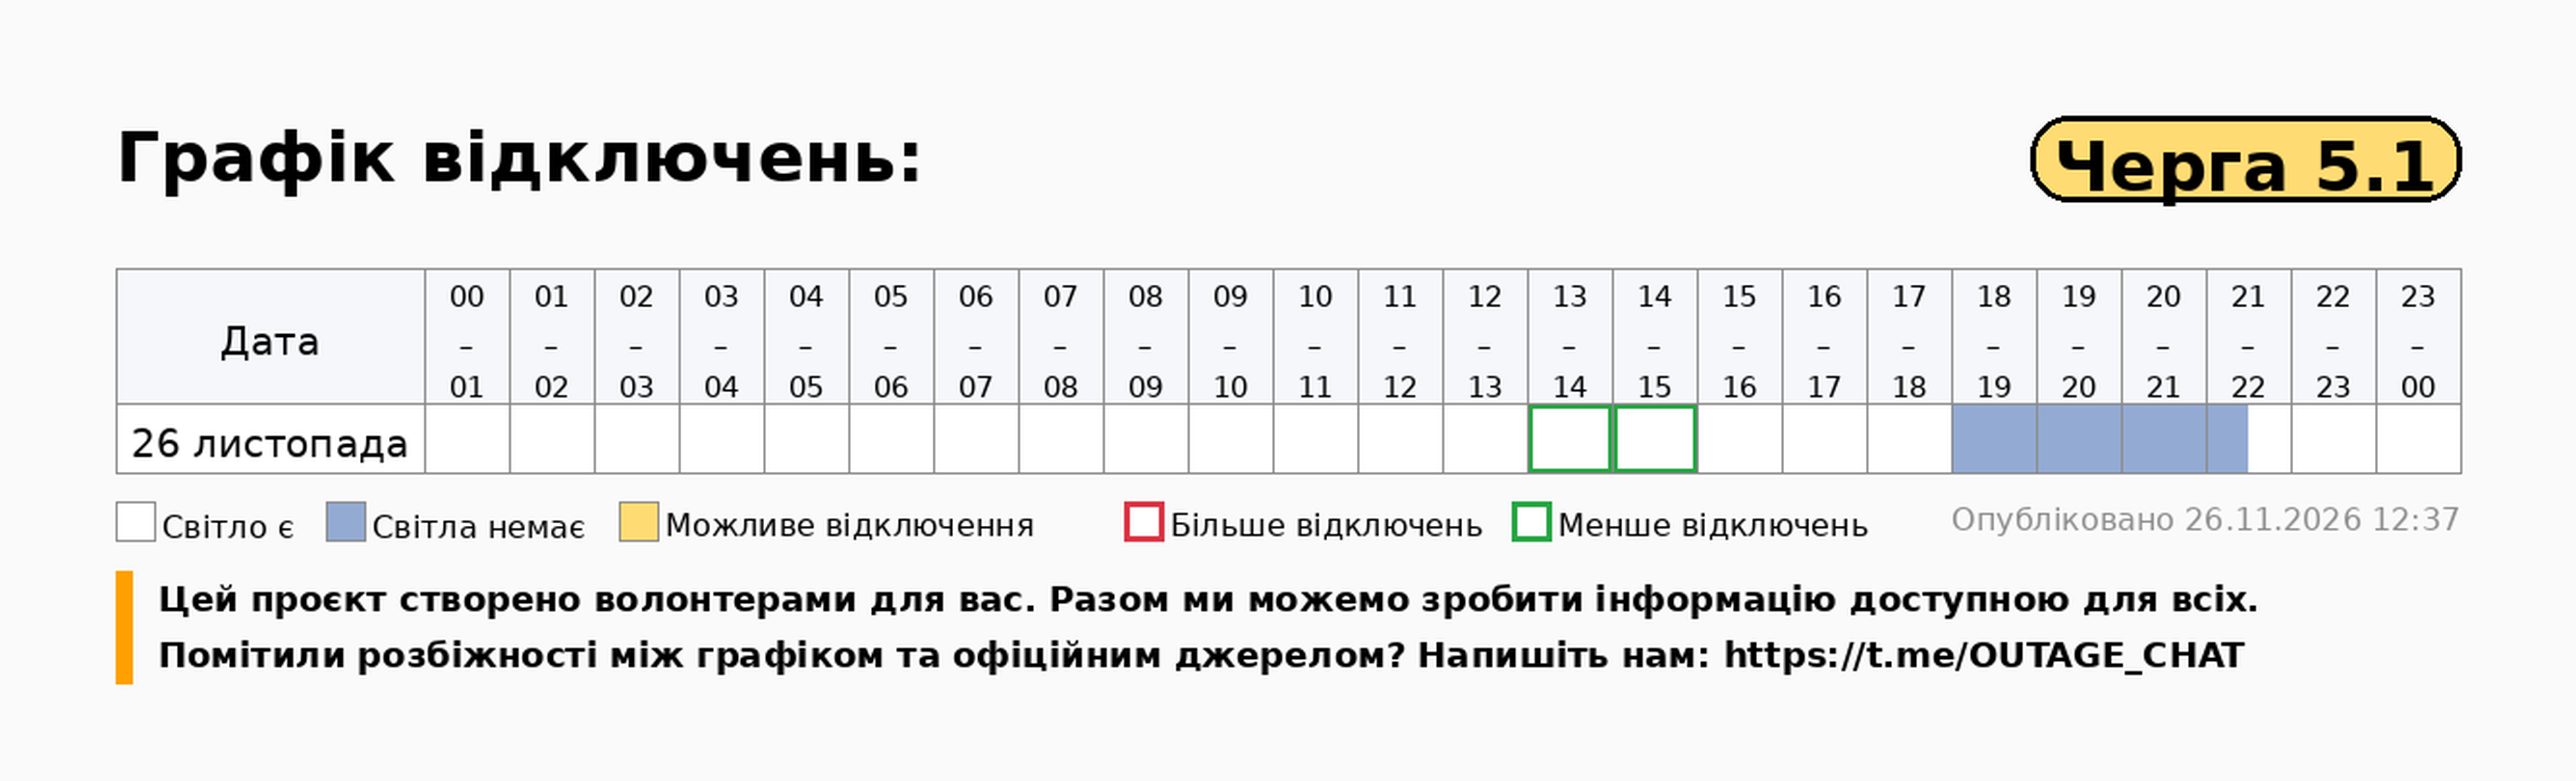 Графік відключень:
Черга 5.1
Дата 00–01 01–02 02–03 03–04 04–05 05–06 06–07 07–08 08–09 09–10 10–11 11–12 12–13 13–14 14–15 15–16 16–17 17–18 18–19 19–20 20–21 21–22 22–23 23–00
26 листопада
Світло є Світла немає Можливе відключення Більше відключень Менше відключень Опубліковано 26.11.2026 12:37
Цей проєкт створено волонтерами для вас. Разом ми можемо зробити інформацію доступною для всіх.
Помітили розбіжності між графіком та офіційним джерелом? Напишіть нам: https://t.me/OUTAGE_CHAT